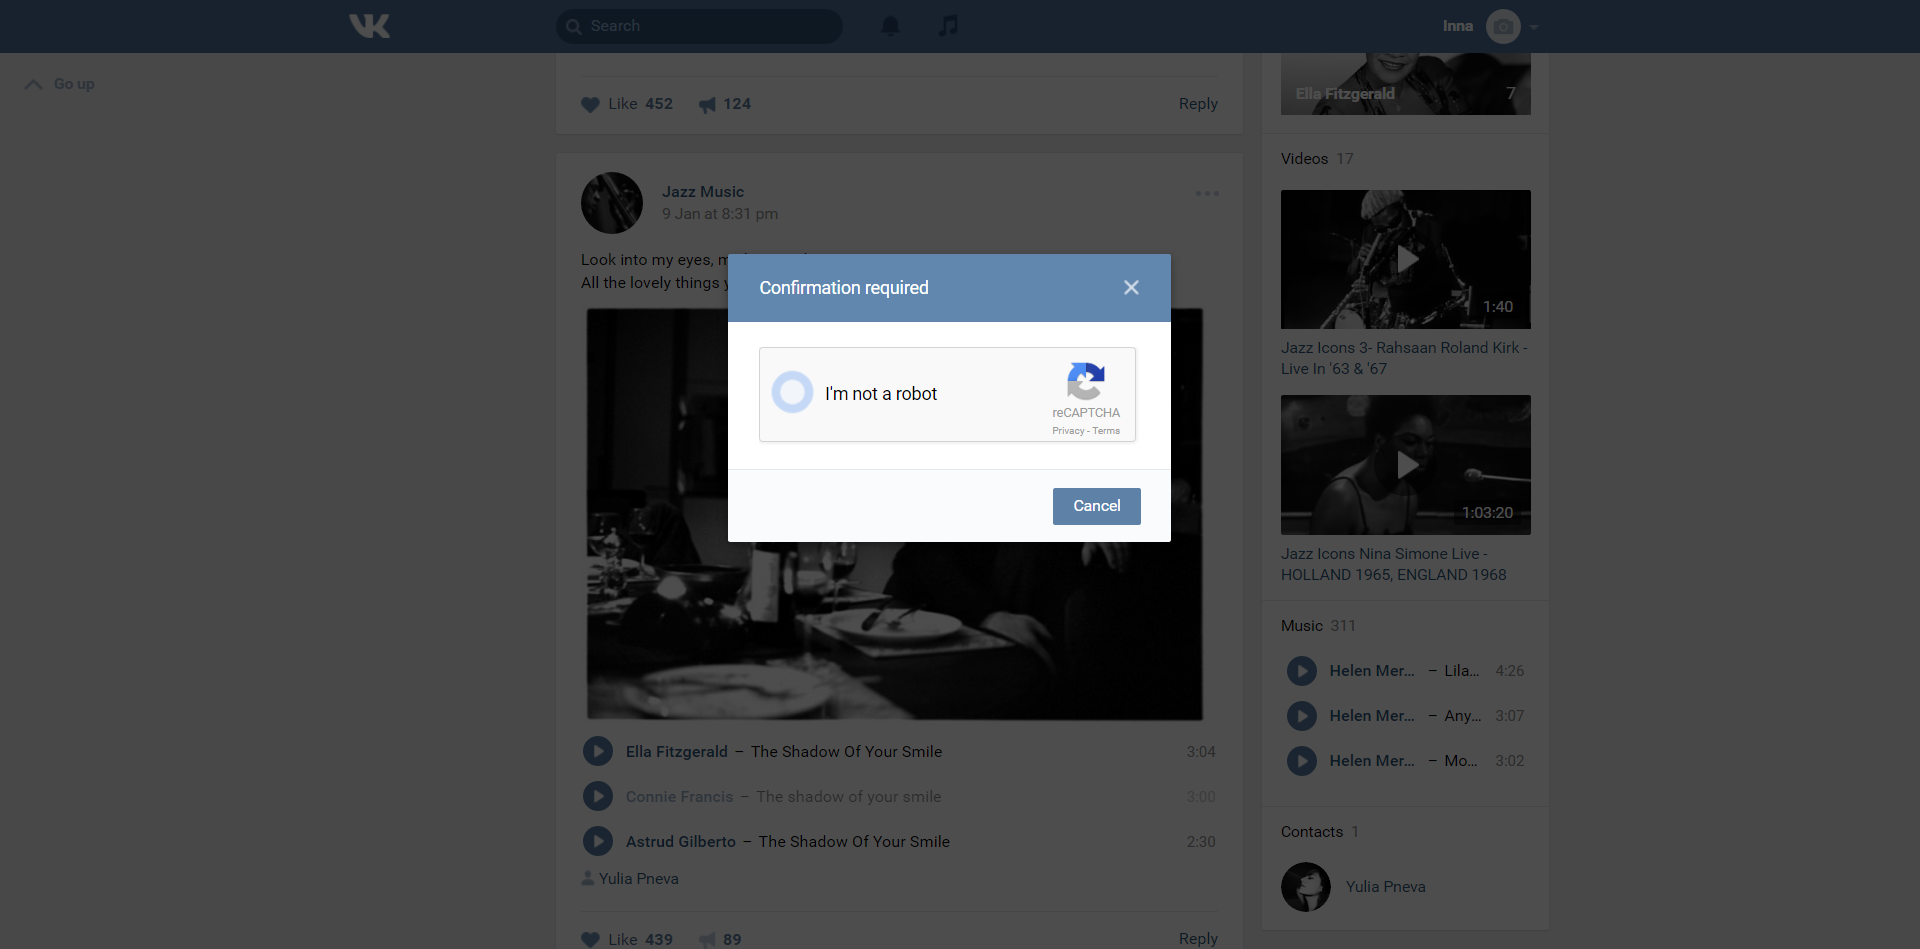 VK
Search
Inna
Go up
Like 452 124
Reply
Jazz Music
9 Jan at 8:31 pm
Look into my eyes,
All the lovely things
Confirmation required
I'm not a robot
reCAPTCHA
Privacy - Terms
Cancel
Ella Fitzgerald – The Shadow Of Your Smile 3:04
Connie Francis – The shadow of your smile 3:00
Astrud Gilberto – The Shadow Of Your Smile 2:30
Yulia Pneva
Like 439 89
Reply
Ella Fitzgerald 7
Videos 17
1:40
Jazz Icons 3- Rahsaan Roland Kirk -
Live In '63 & '67
1:03:20
Jazz Icons Nina Simone Live -
HOLLAND 1965, ENGLAND 1968
Music 311
Helen Mer... – Lila... 4:26
Helen Mer... – Any... 3:07
Helen Mer... – Mo... 3:02
Contacts 1
Yulia Pneva